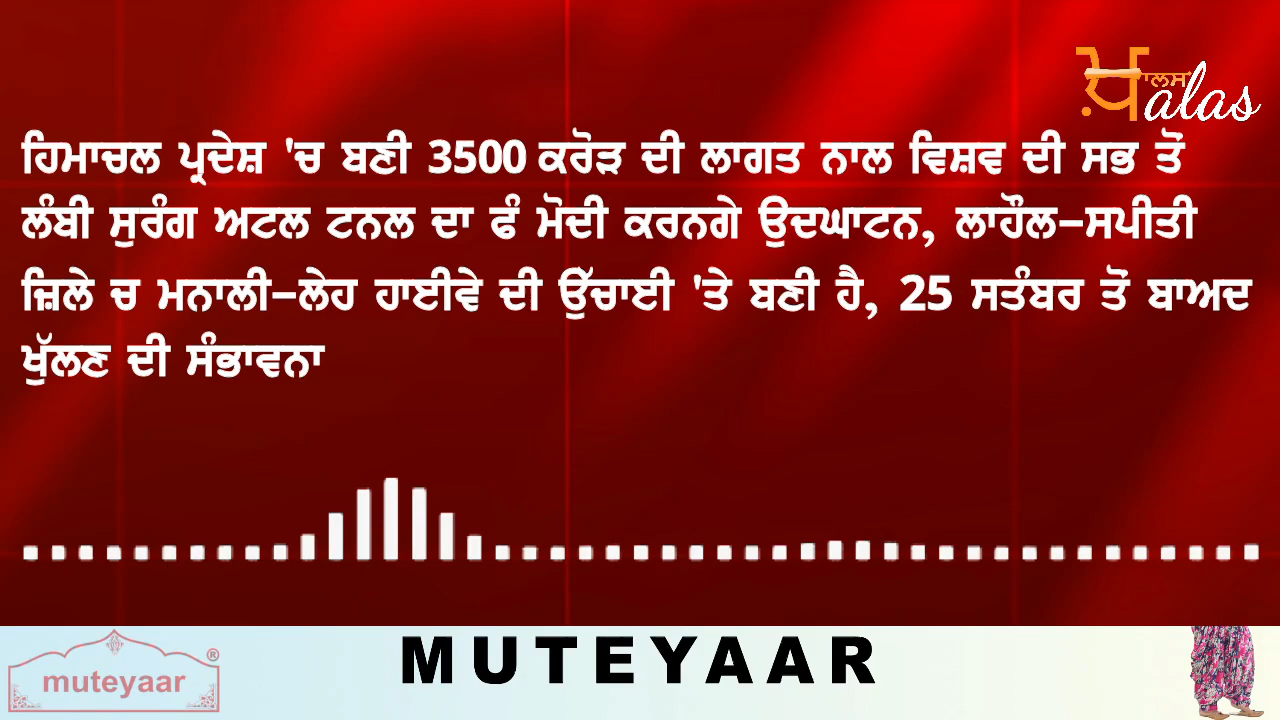 ਖ਼ਾਲਸ alas
ਹਿਮਾਚਲ ਪ੍ਰਦੇਸ਼ 'ਚ ਬਣੀ 3500 ਕਰੋੜ ਦੀ ਲਾਗਤ ਨਾਲ ਵਿਸ਼ਵ ਦੀ ਸਭ ਤੋਂ
ਲੰਬੀ ਸੁਰੰਗ ਅਟਲ ਟਨਲ ਦਾ ਫੰ ਮੋਦੀ ਕਰਨਗੇ ਉਦਘਾਟਨ, ਲਾਹੌਲ-ਸਪੀਤੀ
ਜ਼ਿਲੇ ਚ ਮਨਾਲੀ-ਲੇਹ ਹਾਈਵੇ ਦੀ ਉੱਚਾਈ 'ਤੇ ਬਣੀ ਹੈ, 25 ਸਤੰਬਰ ਤੋਂ ਬਾਅਦ
ਖੁੱਲਣ ਦੀ ਸੰਭਾਵਨਾ
muteyaar ®
MUTEYAAR